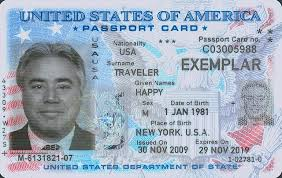 UNITED STATES OF AMERICA
PASSPORT CARD
Nationality
USA
Passport Card no.
C03005988
Surname
TRAVELER
EXEMPLAR
Given Names
HAPPY
Sex
M
Date of Birth
1 JAN 1981
Place of Birth
NEW YORK, U.S.A
Issued On
30 NOV 2009
Expires On
29 NOV 2019
M-6131821-07
1-02781-0
UNITED STATES DEPARTMENT OF STATE